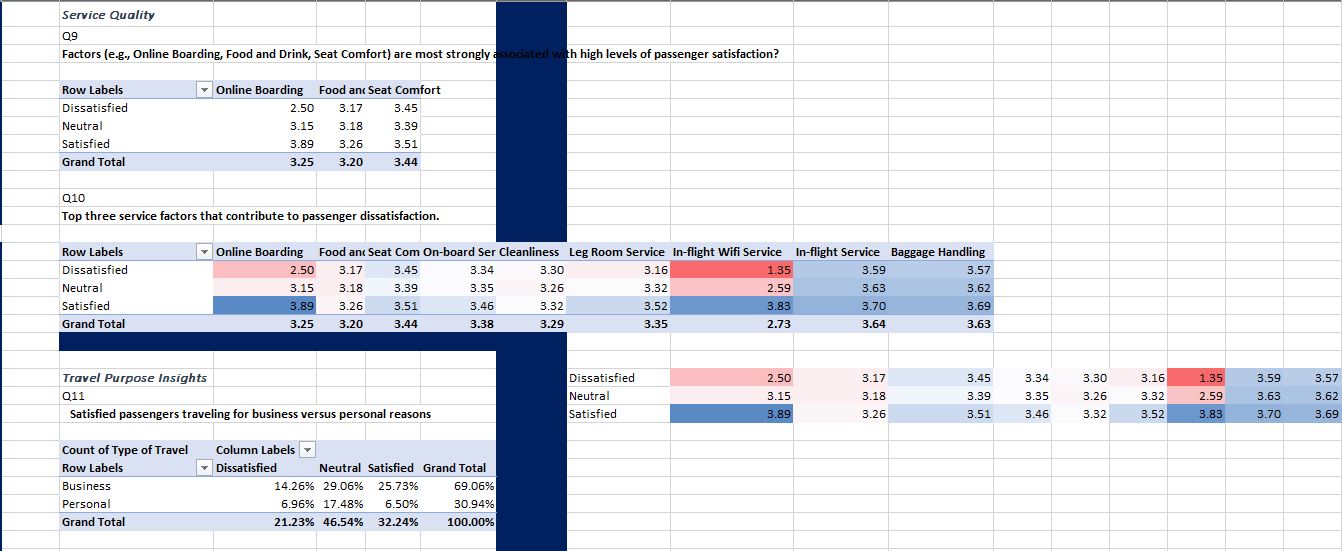 Service Quality
Q9
Factors (e.g., Online Boarding, Food and Drink, Seat Comfort) are most strongly associated with high levels of passenger satisfaction?
Row Labels Online Boarding Food an Seat Comfort
Dissatisfied 2.50 3.17 3.45
Neutral 3.15 3.18 3.39
Satisfied 3.89 3.26 3.51
Grand Total 3.25 3.20 3.44
Q10
Top three service factors that contribute to passenger dissatisfaction.
Row Labels Online Boarding Food an Seat Com On-board Ser Cleanliness Leg Room Service In-flight Wifi Service In-flight Service Baggage Handling
Dissatisfied 2.50 3.17 3.45 3.34 3.30 3.16 1.35 3.59 3.57
Neutral 3.15 3.18 3.39 3.35 3.26 3.32 2.59 3.63 3.62
Satisfied 3.89 3.26 3.51 3.46 3.32 3.52 3.83 3.70 3.69
Grand Total 3.25 3.20 3.44 3.38 3.29 3.35 2.73 3.64 3.63
Travel Purpose Insights Dissatisfied 2.50 3.17 3.45 3.34 3.30 3.16 1.35 3.59 3.57
Q11 Neutral 3.15 3.18 3.39 3.35 3.26 3.32 2.59 3.63 3.62
Satisfied passengers traveling for business versus personal reasons Satisfied 3.89 3.26 3.51 3.46 3.32 3.52 3.83 3.70 3.69
Count of Type of Travel Column Labels
Row Labels Dissatisfied Neutral Satisfied Grand Total
Business 14.26% 29.06% 25.73% 69.06%
Personal 6.96% 17.48% 6.50% 30.94%
Grand Total 21.23% 46.54% 32.24% 100.00%